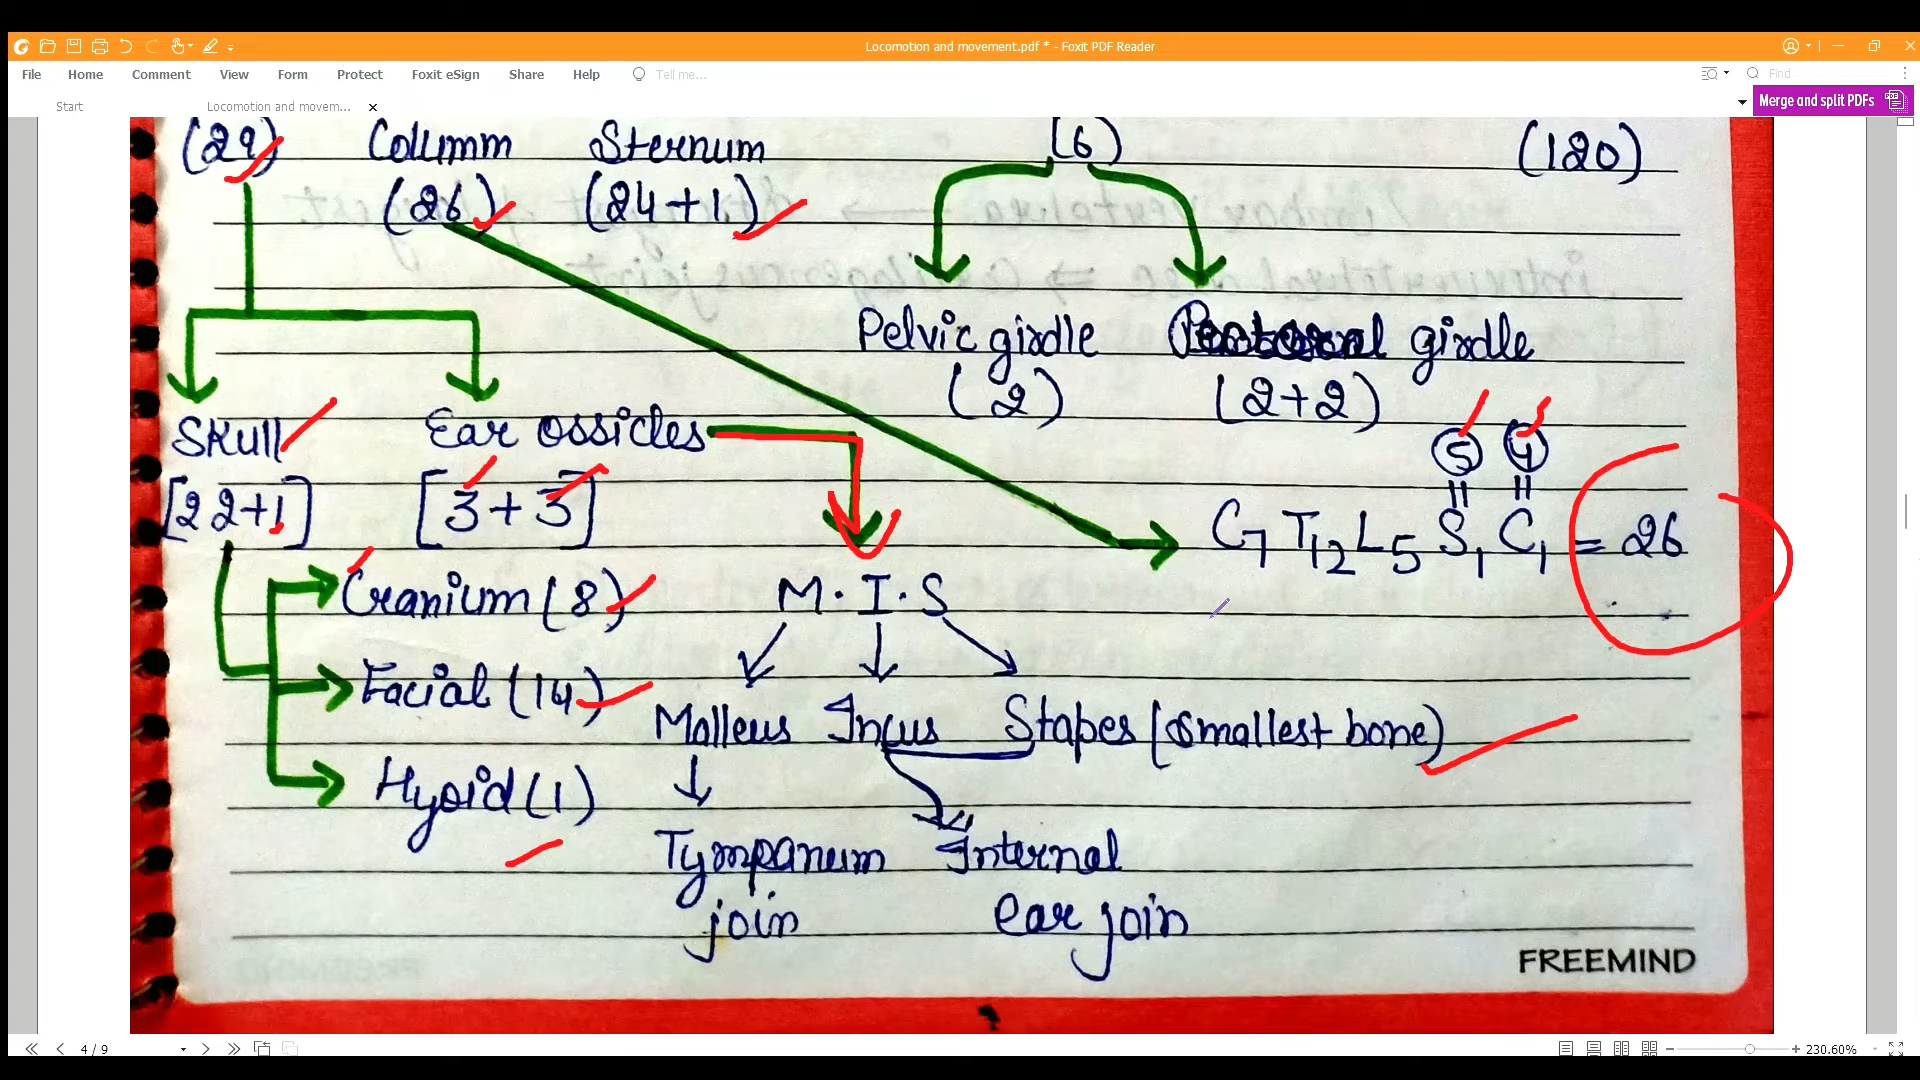 Locomotion and movement.pdf * - Foxit PDF Reader
File Home Comment View Form Protect Foxit eSign Share Help Tell me... Find
Start Locomotion and movem... Merge and split PDFs
(29) Columm Sternum (6) (120)
(26) (24+1)
Pelvic girdle girdle
(2) (2+2)
Skull Ear ossicles 5 4
[22+1] [3+3] C7 T12 L5 S1 C1 = 26
Cranium (8) M.I.S
Facial (14) Malleus Incus Stapes (Smallest bone)
Hyoid (1)
Tympanum Internal
join ear join
FREEMIND
4 / 9 230.60%